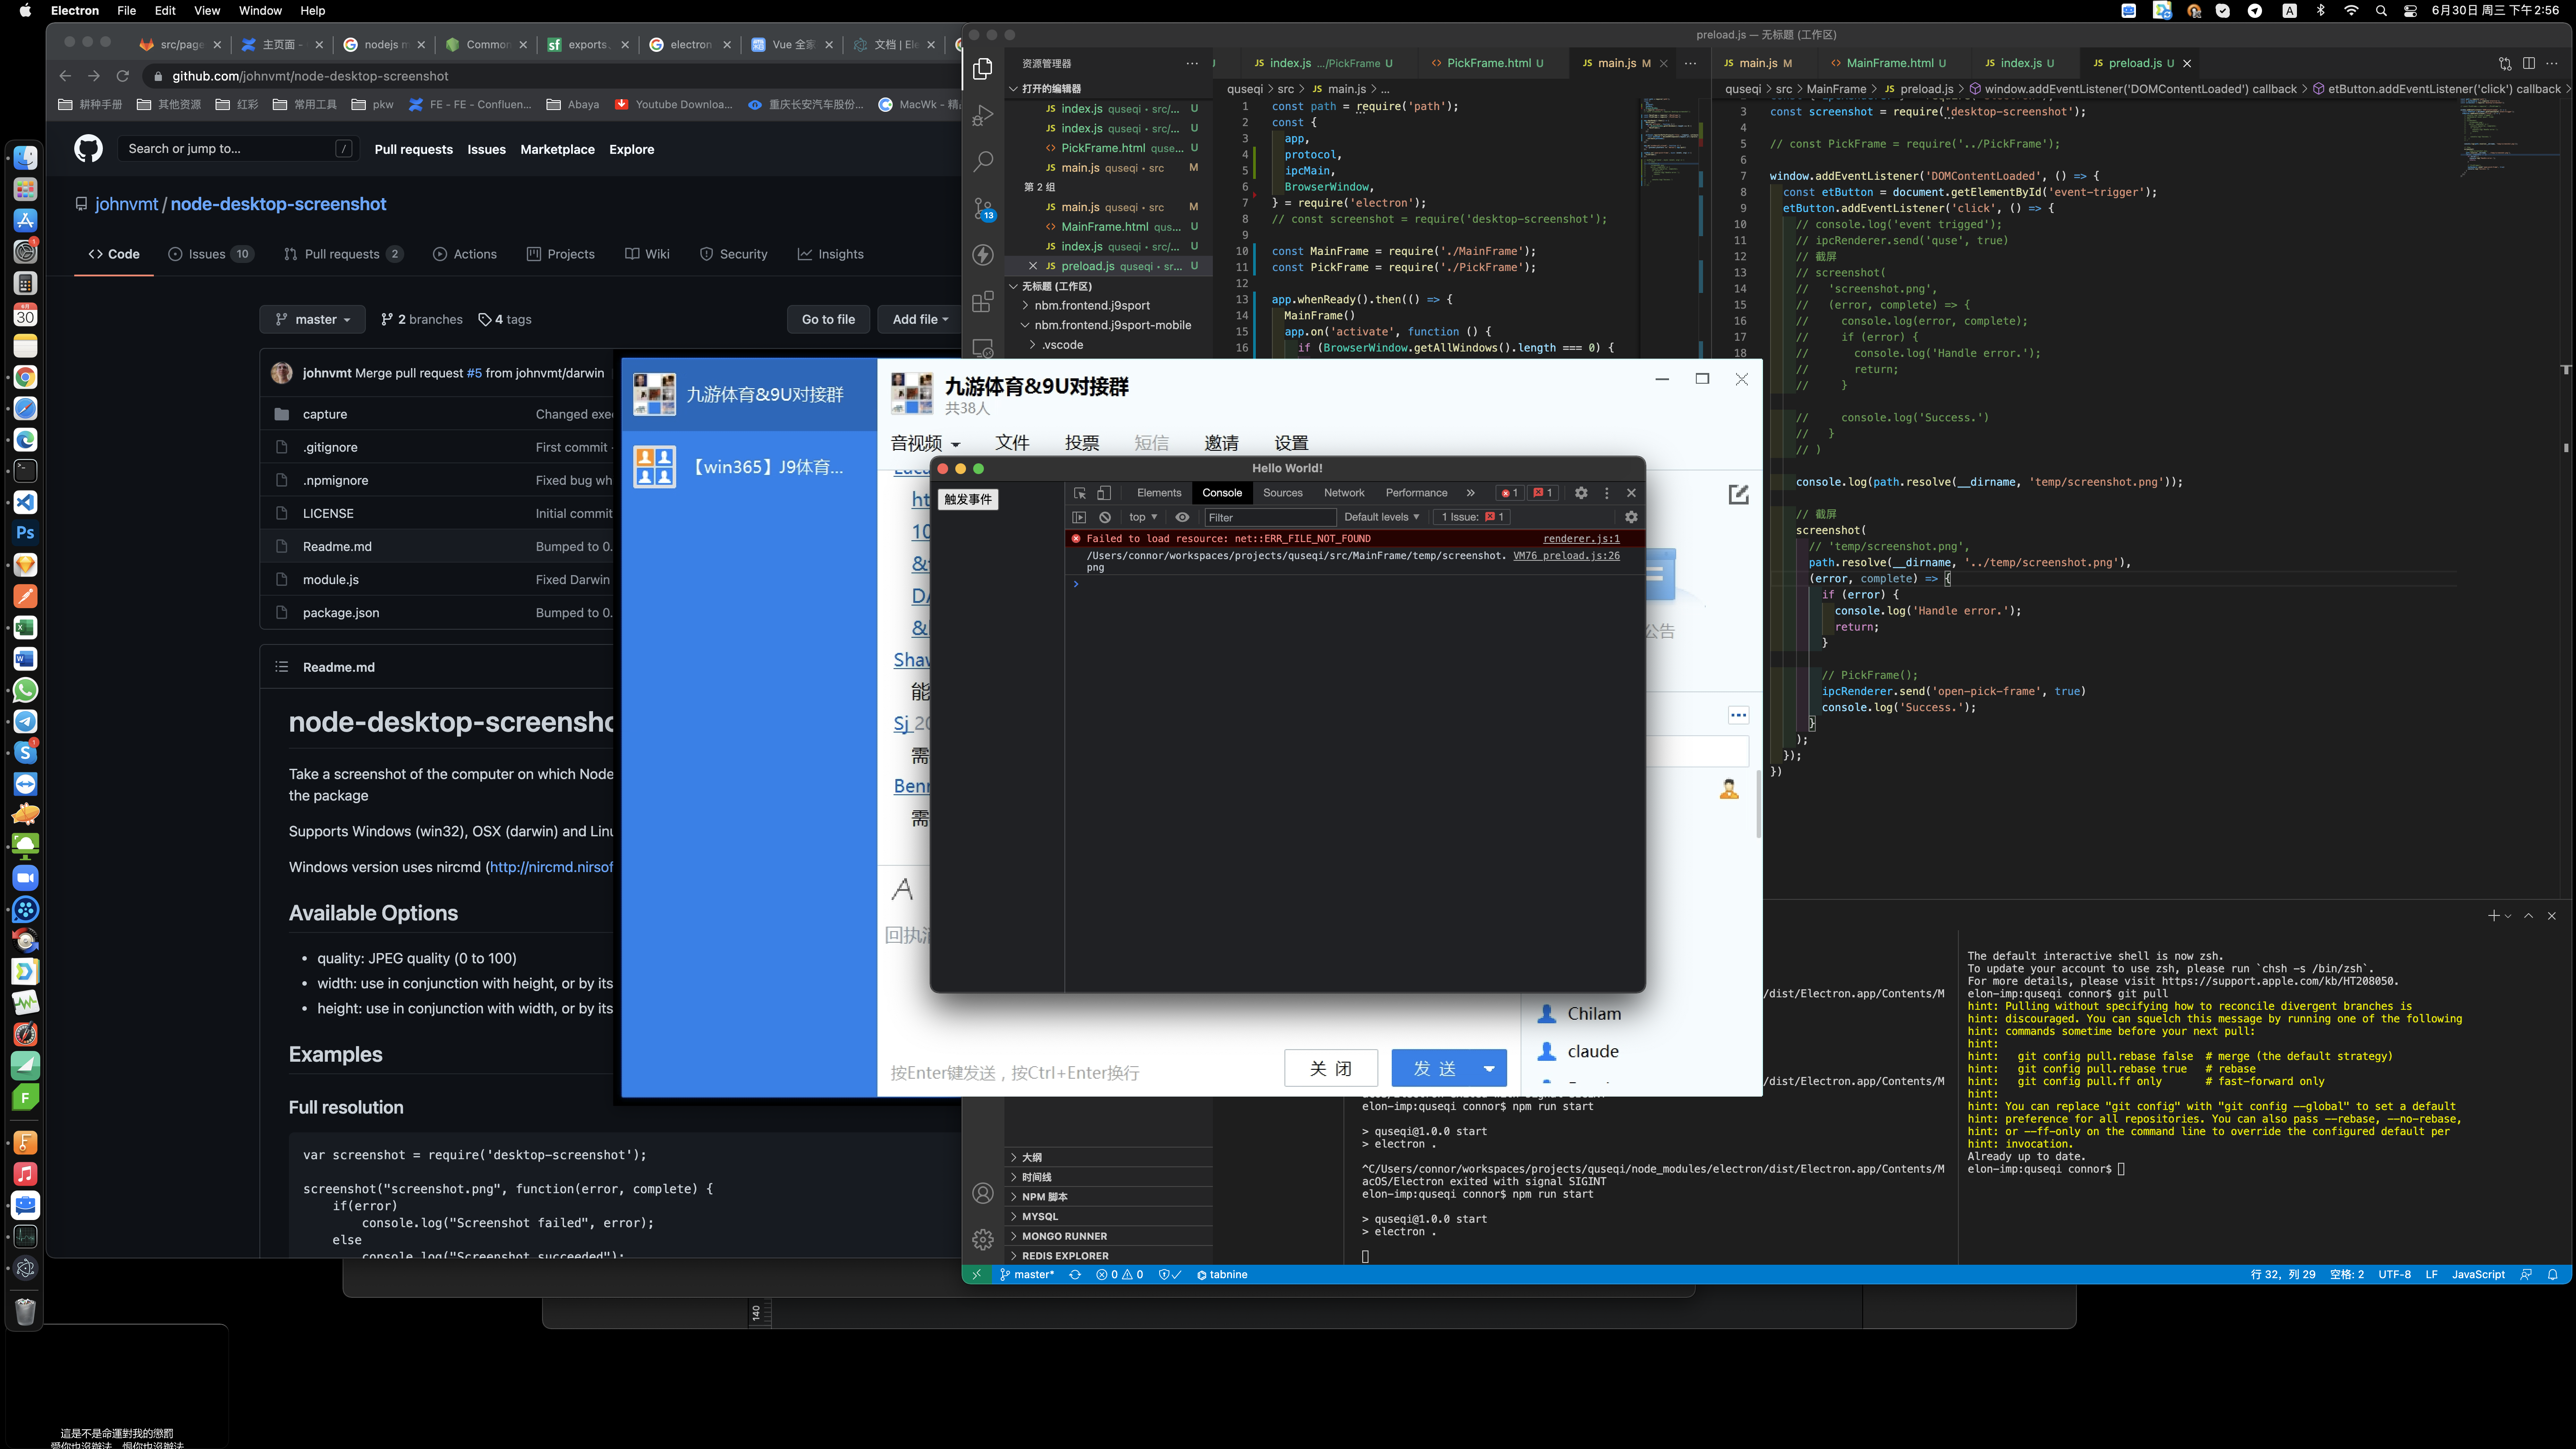 Electron File Edit View Window Help
6月30日 周三 下午2:56
src/page
主页面 -
nodejs m
Common
exports.
electron
Vue 全家
文档 | Ele
github.com/johnvmt/node-desktop-screenshot
耕种手册 其他资源 红彩 常用工具 pkw FE - FE - Confluen... Abaya Youtube Downloa... 重庆长安汽车股份... MacWk - 精品
Search or jump to... /
Pull requests Issues Marketplace Explore
johnvmt / node-desktop-screenshot
Code Issues 10 Pull requests 2 Actions Projects Wiki Security Insights
master 2 branches 4 tags Go to file Add file
johnvmt Merge pull request #5 from johnvmt/darwin
capture Changed exe
.gitignore First commit -
.npmignore Fixed bug wh
LICENSE Initial commit
Readme.md Bumped to 0.
module.js Fixed Darwin
package.json Bumped to 0.
Readme.md
node-desktop-screensho
Take a screenshot of the computer on which Node
the package
Supports Windows (win32), OSX (darwin) and Linu
Windows version uses nircmd (http://nircmd.nirsof
Available Options
• quality: JPEG quality (0 to 100)
• width: use in conjunction with height, or by its
• height: use in conjunction with width, or by its
Examples
Full resolution
var screenshot = require('desktop-screenshot');
screenshot("screenshot.png", function(error, complete) {
if(error)
console.log("Screenshot failed", error);
else
console.log("Screenshot succeeded");
preload.js — 无标题 (工作区)
资源管理器
打开的编辑器
index.js quseqi • src/... U
index.js quseqi • src/... U
PickFrame.html quse... U
main.js quseqi • src M
第 2 组
main.js quseqi • src M
MainFrame.html qus... U
index.js quseqi • src/... U
preload.js quseqi • sr... U
无标题 (工作区)
nbm.frontend.j9sport
nbm.frontend.j9sport-mobile
.vscode
13
index.js .../PickFrame U
PickFrame.html U
main.js M
quseqi > src > main.js > ...
1 const path = require('path');
2 const {
3 app,
4 protocol,
5 ipcMain,
6 BrowserWindow,
7 } = require('electron');
8 // const screenshot = require('desktop-screenshot');
9
10 const MainFrame = require('./MainFrame');
11 const PickFrame = require('./PickFrame');
12
13 app.whenReady().then(() => {
14 MainFrame()
15 app.on('activate', function () {
16 if (BrowserWindow.getAllWindows().length === 0) {
main.js M
MainFrame.html U
index.js U
preload.js U
quseqi > src > MainFrame > preload.js > window.addEventListener('DOMContentLoaded') callback > etButton.addEventListener('click') callback >
3 const screenshot = require('desktop-screenshot');
4
5 // const PickFrame = require('../PickFrame');
6
7 window.addEventListener('DOMContentLoaded', () => {
8 const etButton = document.getElementById('event-trigger');
9 etButton.addEventListener('click', () => {
10 // console.log('event trigged');
11 // ipcRenderer.send('quse', true)
12 // 截屏
13 // screenshot(
14 // 'screenshot.png',
15 // (error, complete) => {
16 // console.log(error, complete);
17 // if (error) {
18 // console.log('Handle error.');
// return;
// }
// console.log('Success.')
// }
// )
console.log(path.resolve(__dirname, 'temp/screenshot.png'));
// 截屏
screenshot(
// 'temp/screenshot.png',
path.resolve(__dirname, '../temp/screenshot.png'),
(error, complete) => {
if (error) {
console.log('Handle error.');
return;
}
// PickFrame();
ipcRenderer.send('open-pick-frame', true)
console.log('Success.');
}
);
});
})
九游体育&9U对接群
【win365】J9体育...
九游体育&9U对接群
共38人
音视频 文件 投票 短信 邀请 设置
ht
10
&
DA
&
Shaw
能
Sj 20
需
Benn
需
公告
A
回执消
按Enter键发送，按Ctrl+Enter换行
关 闭
发 送
Chilam
claude
Hello World!
触发事件
Elements Console Sources Network Performance » 1 1
top Filter Default levels 1 Issue: 1
Failed to load resource: net::ERR_FILE_NOT_FOUND renderer.js:1
/Users/connor/workspaces/projects/quseqi/src/MainFrame/temp/screenshot. VM76 preload.js:26
png
大纲
时间线
NPM 脚本
MYSQL
MONGO RUNNER
REDIS EXPLORER
/dist/Electron.app/Contents/M
/dist/Electron.app/Contents/M
elon-imp:quseqi connor$ npm run start
> quseqi@1.0.0 start
> electron .
^C/Users/connor/workspaces/projects/quseqi/node_modules/electron/dist/Electron.app/Contents/M
acOS/Electron exited with signal SIGINT
elon-imp:quseqi connor$ npm run start
> quseqi@1.0.0 start
> electron .
The default interactive shell is now zsh.
To update your account to use zsh, please run `chsh -s /bin/zsh`.
For more details, please visit https://support.apple.com/kb/HT208050.
elon-imp:quseqi connor$ git pull
hint: Pulling without specifying how to reconcile divergent branches is
hint: discouraged. You can squelch this message by running one of the following
hint: commands sometime before your next pull:
hint:
hint: git config pull.rebase false # merge (the default strategy)
hint: git config pull.rebase true # rebase
hint: git config pull.ff only # fast-forward only
hint:
hint: You can replace "git config" with "git config --global" to set a default
hint: preference for all repositories. You can also pass --rebase, --no-rebase,
hint: or --ff-only on the command line to override the configured default per
hint: invocation.
Already up to date.
elon-imp:quseqi connor$
master* 0 0 tabnine
行 32，列 29 空格: 2 UTF-8 LF JavaScript
140
這是不是命運對我的懲罰
愛你也沒辦法 恨你也沒辦法